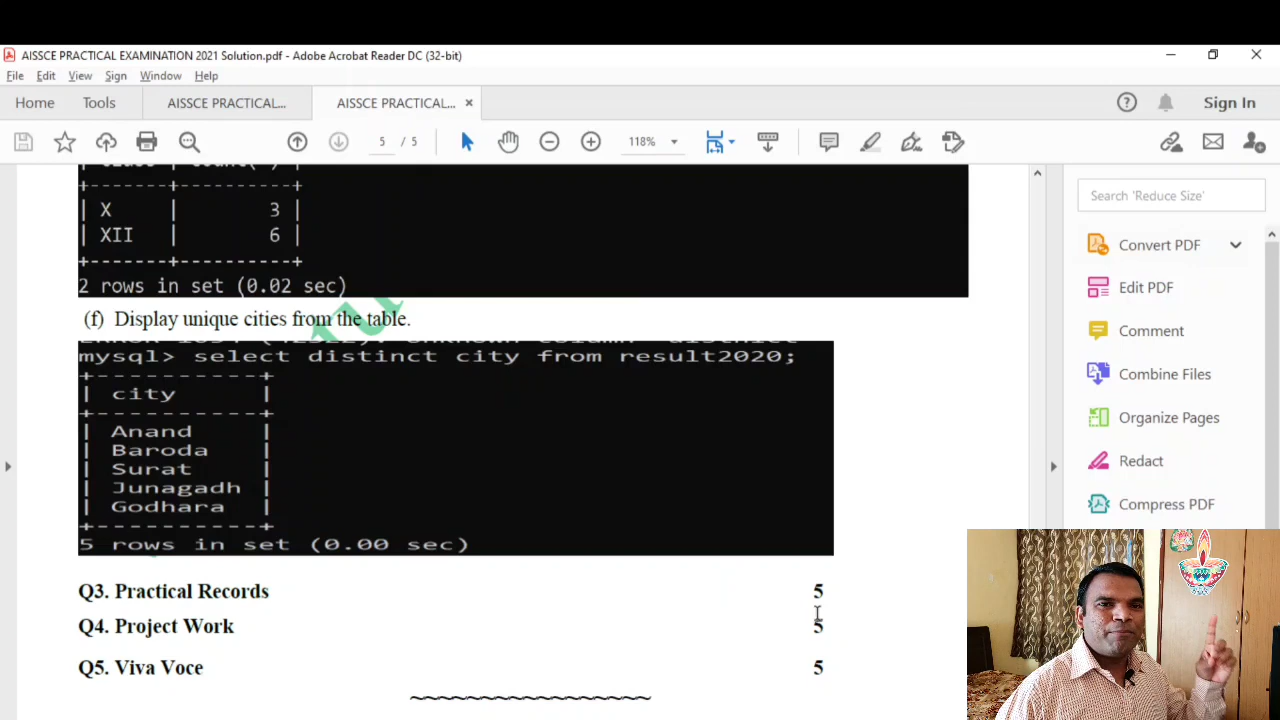 AISSCE PRACTICAL EXAMINATION 2021 Solution.pdf - Adobe Acrobat Reader DC (32-bit)
File Edit View Sign Window Help
Home Tools AISSCE PRACTICAL... AISSCE PRACTICAL... × Sign In
5 / 5 118%
Search 'Reduce Size'
Convert PDF
Edit PDF
Comment
Combine Files
Organize Pages
Redact
Compress PDF
+-------+----------+
| X | 3 |
| XII | 6 |
+-------+----------+
2 rows in set (0.02 sec)
(f) Display unique cities from the table.
mysql> select distinct city from result2020;
+----------+
| city |
+----------+
| Anand |
| Baroda |
| Surat |
| Junagadh |
| Godhara |
+----------+
5 rows in set (0.00 sec)
Q3. Practical Records 5
Q4. Project Work 5
Q5. Viva Voce 5
~~~~~~~~~~~~~~~~~